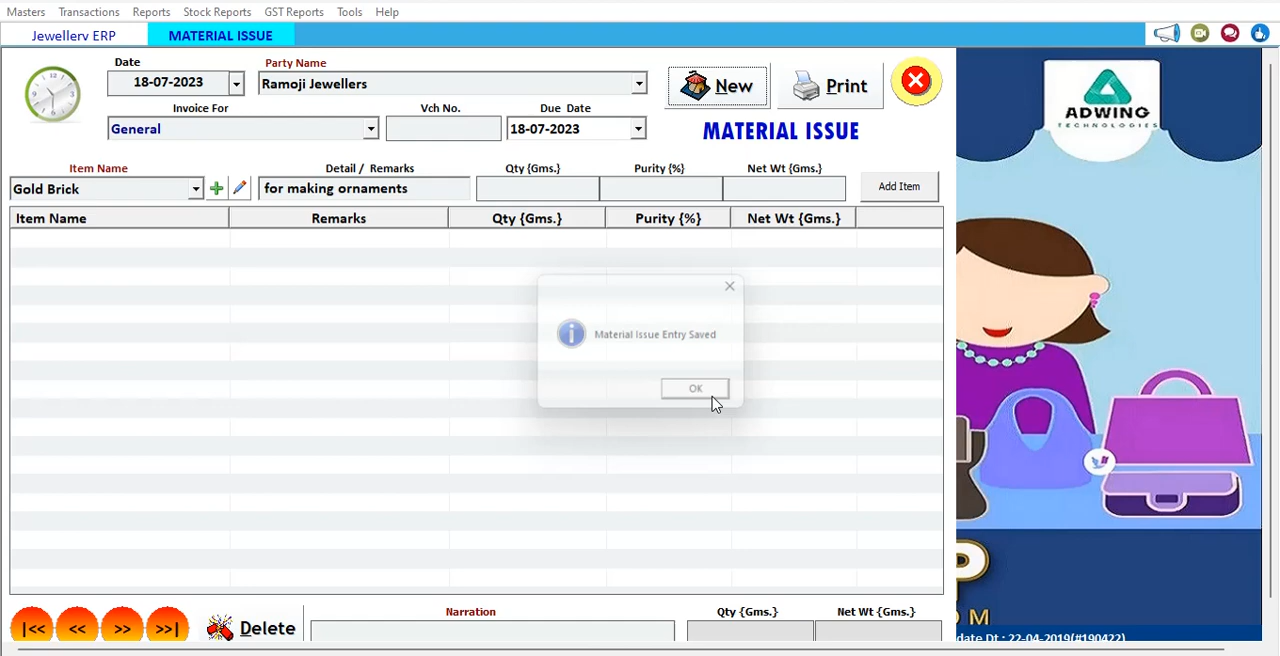 Masters Transactions Reports Stock Reports GST Reports Tools Help
Jewellery ERP MATERIAL ISSUE
Date Party Name
18-07-2023 Ramoji Jewellers New Print
Invoice For Vch No. Due Date
General 18-07-2023 MATERIAL ISSUE
ADWING
TECHNOLOGIES
Item Name Detail / Remarks Qty {Gms.} Purity {%} Net Wt {Gms.}
Gold Brick for making ornaments Add Item
Item Name Remarks Qty {Gms.} Purity {%} Net Wt {Gms.}
Material Issue Entry Saved
OK
Narration Qty {Gms.} Net Wt {Gms.}
|<< << >> >>| Delete
P
O M
date Dt : 22-04-2019(#190422)